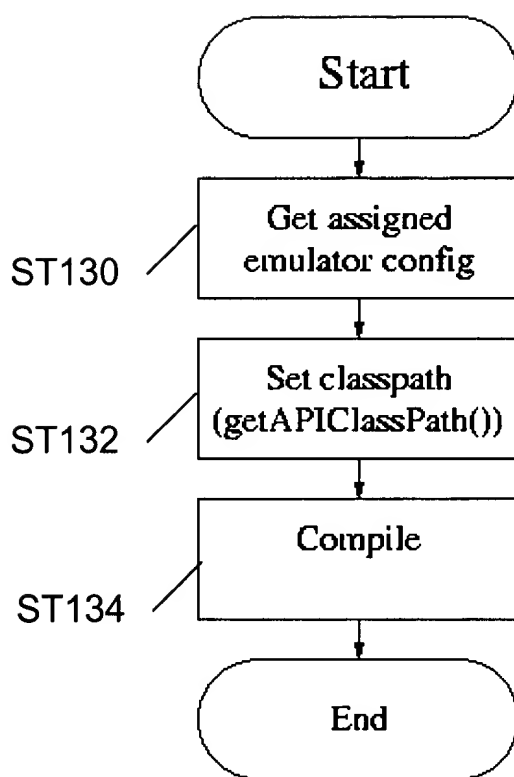 Start
Get assigned
emulator config
ST130
Set classpath
(getAPIClassPath())
ST132
Compile
ST134
End